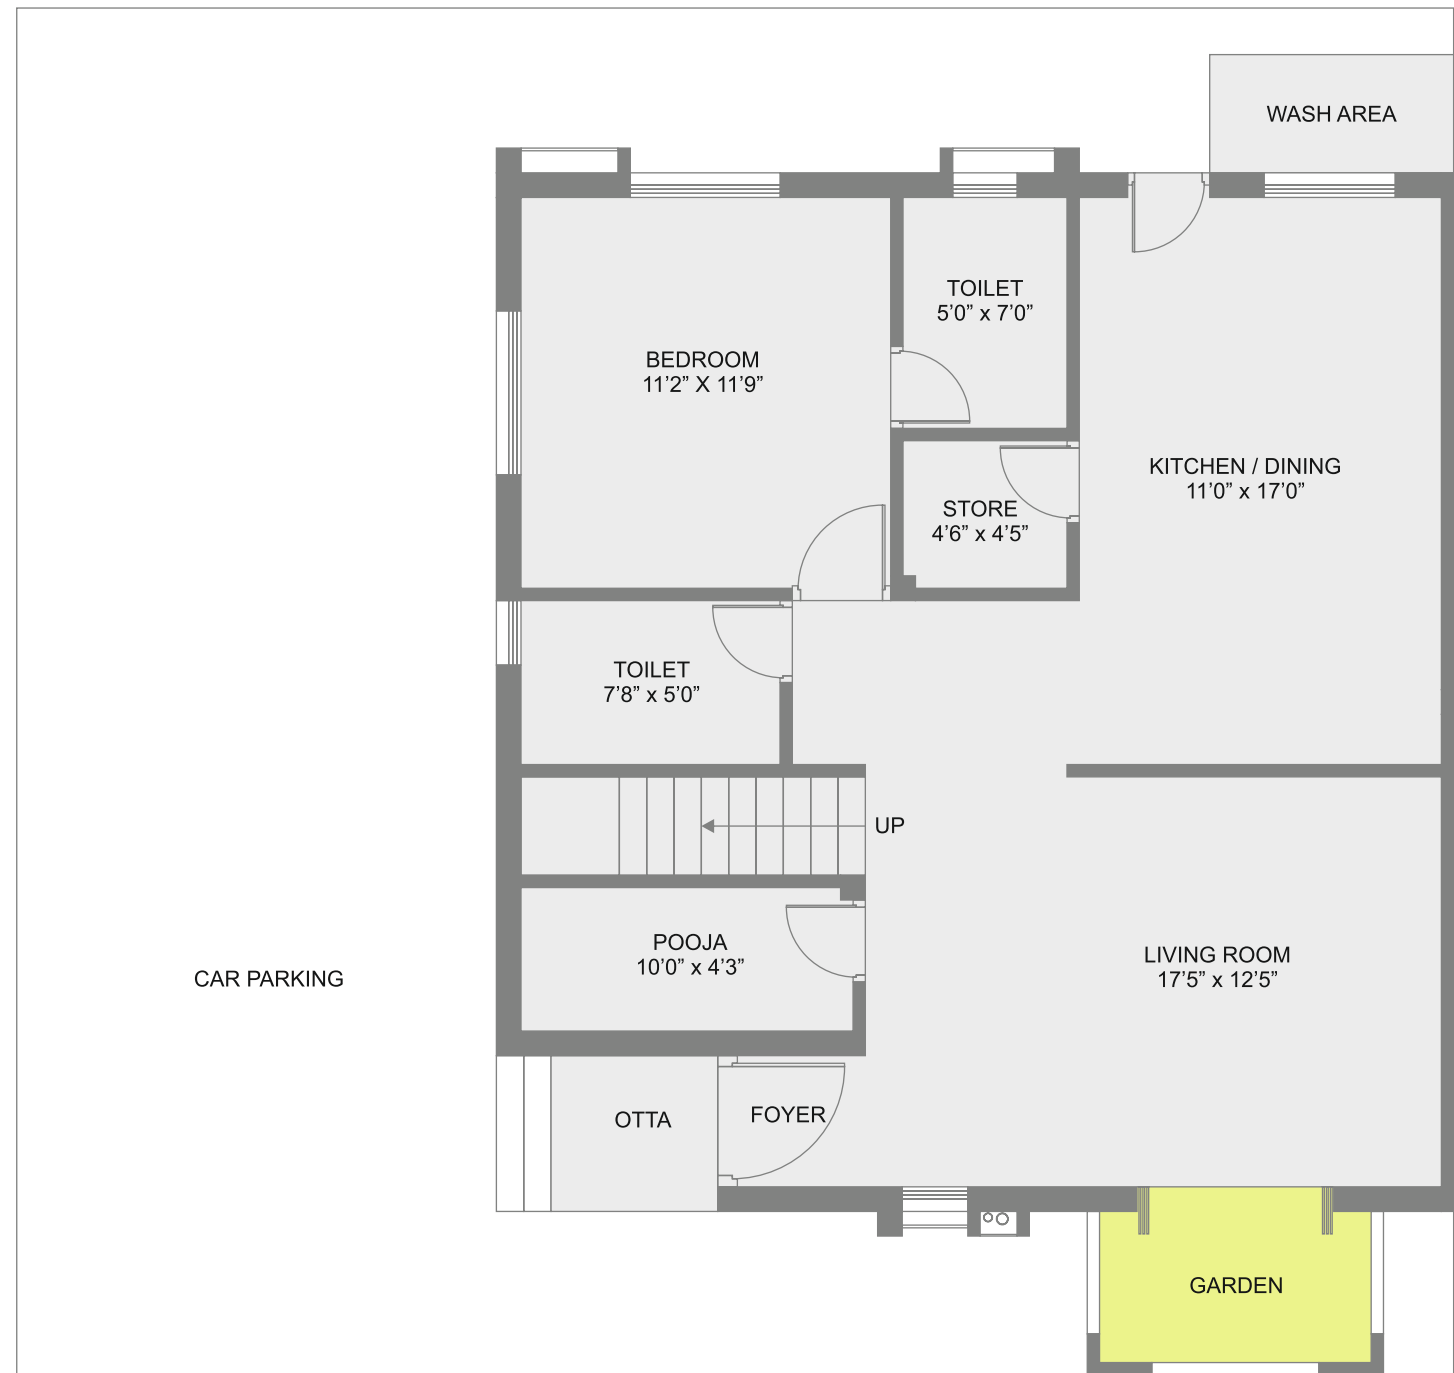 WASH AREA
TOILET
5’0” x 7’0”
BEDROOM
11’2” X 11’9”
KITCHEN / DINING
11’0” x 17’0”
STORE
4’6” x 4’5”
TOILET
7’8” x 5’0”
UP
POOJA
10’0” x 4’3”
LIVING ROOM
17’5” x 12’5”
CAR PARKING
OTTA
FOYER
GARDEN